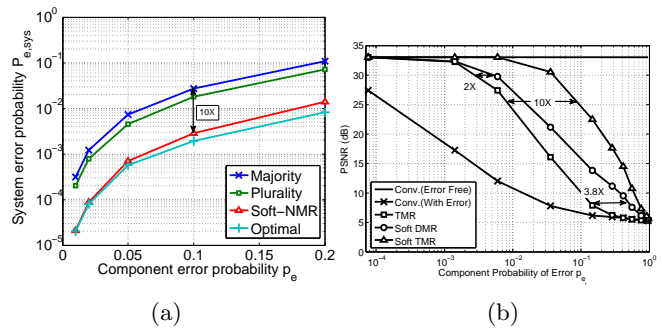 System error probability P_e,sys
10^0
10^-1
10^-2
10^-3
10^-4
10^-5
10X
Majority
Plurality
Soft−NMR
Optimal
0 0.05 0.1 0.15 0.2
Component error probability p_e
(a)
PSNR (dB)
35
30
25
20
15
10
5
0
2X
10X
3.8X
Conv.(Error Free)
Conv.(With Error)
TMR
Soft DMR
Soft TMR
10^-4 10^-3 10^-2 10^-1 10^0
Component Probability of Error p_e
(b)